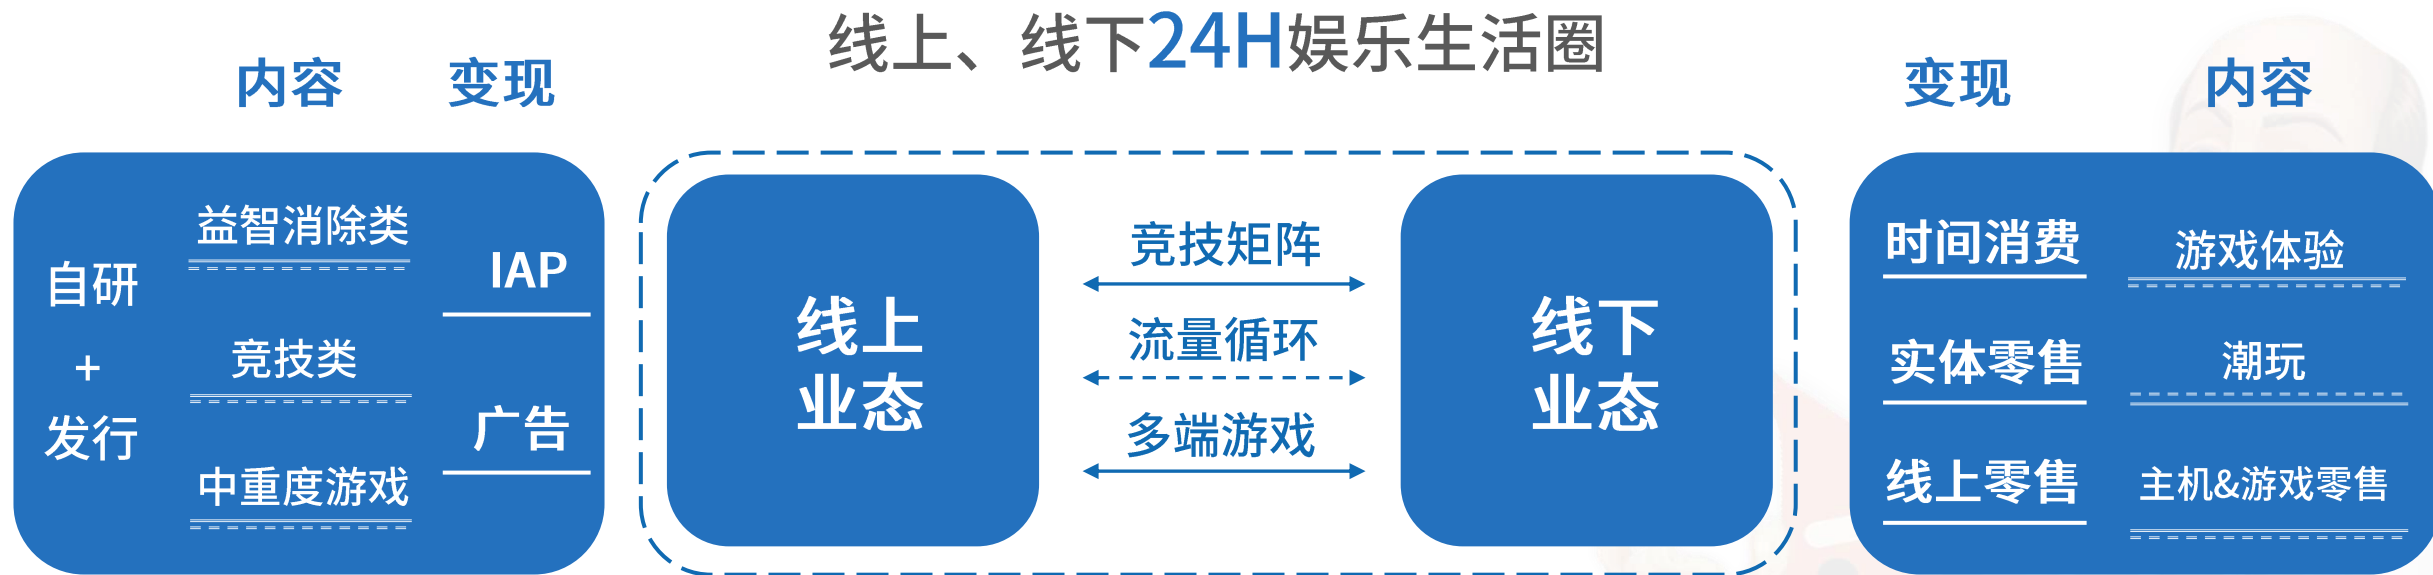 线上、线下24H娱乐生活圈
内容 变现
自研
+
发行
益智消除类
竞技类
中重度游戏
IAP
广告
线上
业态
竞技矩阵
流量循环
多端游戏
线下
业态
变现 内容
时间消费
实体零售
线上零售
游戏体验
潮玩
主机&游戏零售